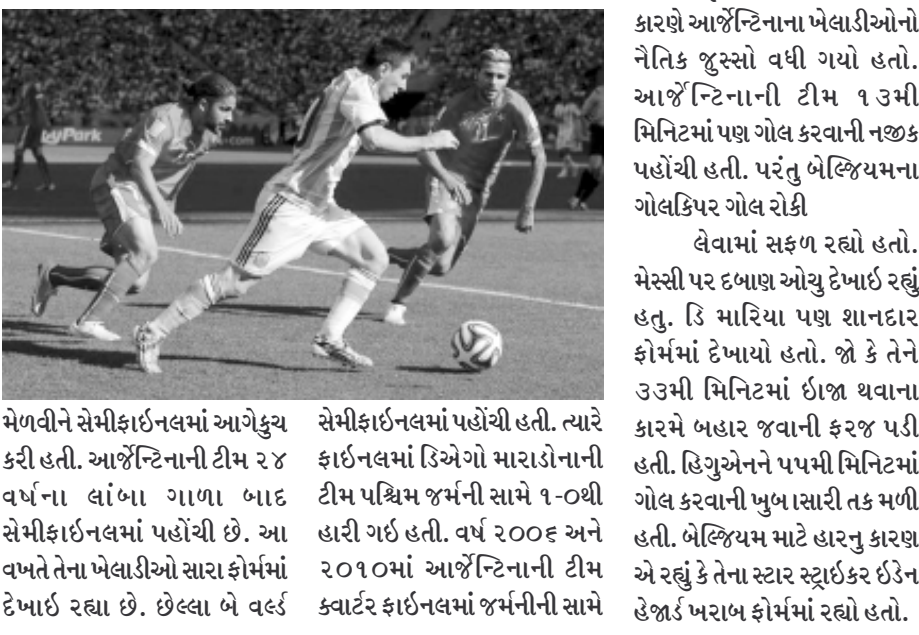 મેળવીને સેમીફાઇનલમાં આગેકુચ
કરી હતી. આર્જેન્ટિનાની ટીમ ૨૪
વર્ષના લાંબા ગાળા બાદ
સેમીફાઇનલમાં પહોંચી છે. આ
વખતે તેના ખેલાડીઓ સારા ફોર્મમાં
દેખાઇ રહ્યા છે. છેલ્લા બે વર્લ્ડ
સેમીફાઇનલમાં પહોંચી હતી. ત્યારે
ફાઇનલમાં ડિએગો મારાડોનાની
ટીમ પશ્ચિમ જર્મની સામે ૧-૦થી
હારી ગઇ હતી. વર્ષ ૨૦૦૬ અને
૨૦૧૦માં આર્જેન્ટિનાની ટીમ
ક્વાર્ટર ફાઇનલમાં જર્મનીની સામે
કારણે આર્જેન્ટિનાના ખેલાડીઓનો
નૈતિક જુસ્સો વધી ગયો હતો.
આર્જેન્ટિનાની ટીમ ૧૩મી
મિનિટમાં પણ ગોલ કરવાની નજીક
પહોંચી હતી. પરંતુ બેલ્જિયમના
ગોલકિપર ગોલ રોકી
લેવામાં સફળ રહ્યો હતો.
મેસ્સી પર દબાણ ઓચુ દેખાઇ રહ્યું
હતુ. ડિ મારિયા પણ શાનદાર
ફોર્મમાં દેખાયો હતો. જો કે તેને
૩૩મી મિનિટમાં ઇાજા થવાના
કારમે બહાર જવાની ફરજ પડી
હતી. હિગુએનને પપમી મિનિટમાં
ગોલ કરવાની ખુબાસારી તક મળી
હતી. બેલ્જિયમ માટે હારનુ કારણ
એ રહ્યું કે તેના સ્ટાર સ્ટ્રાઇકર ઇડેન
હેજાર્ડ ખરાબ ફોર્મમાં રહ્યો હતો.